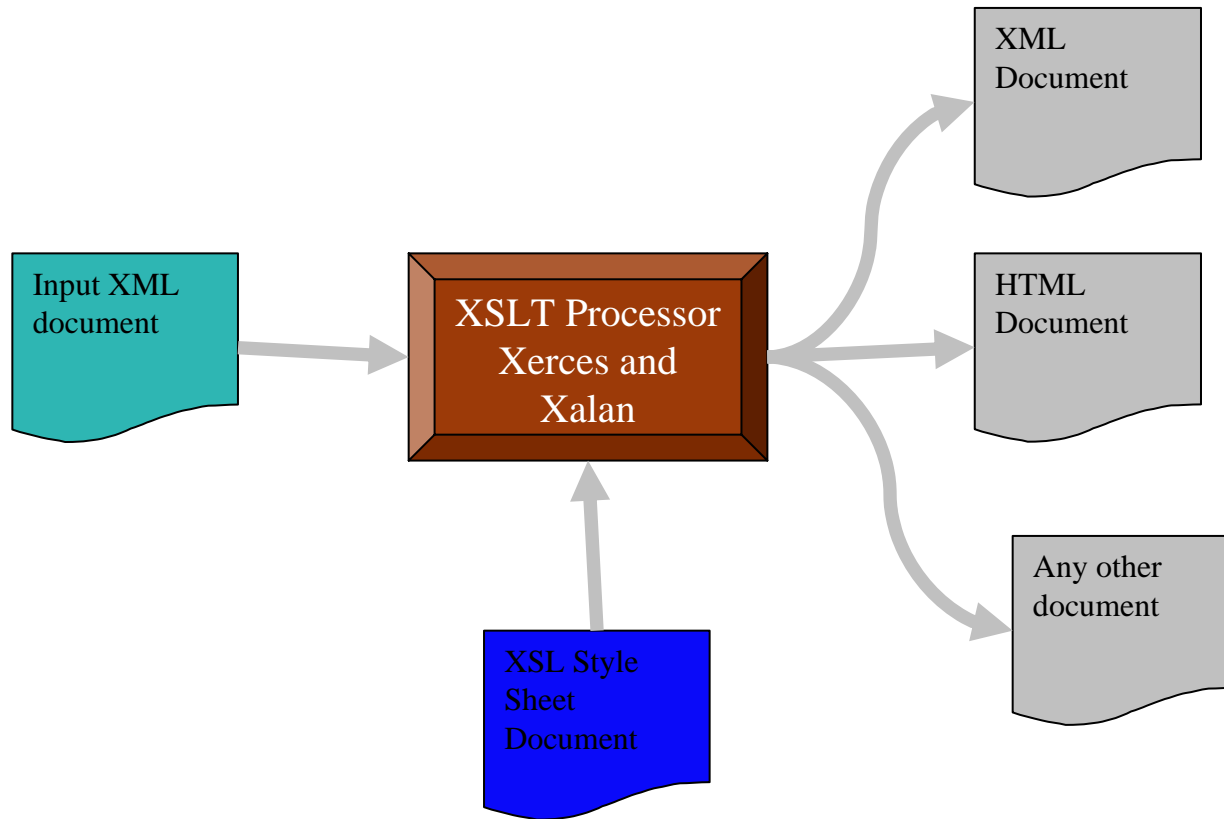 Input XML
document
XSLT Processor
Xerces and
Xalan
XSL Style
Sheet
Document
XML
Document
HTML
Document
Any other
document